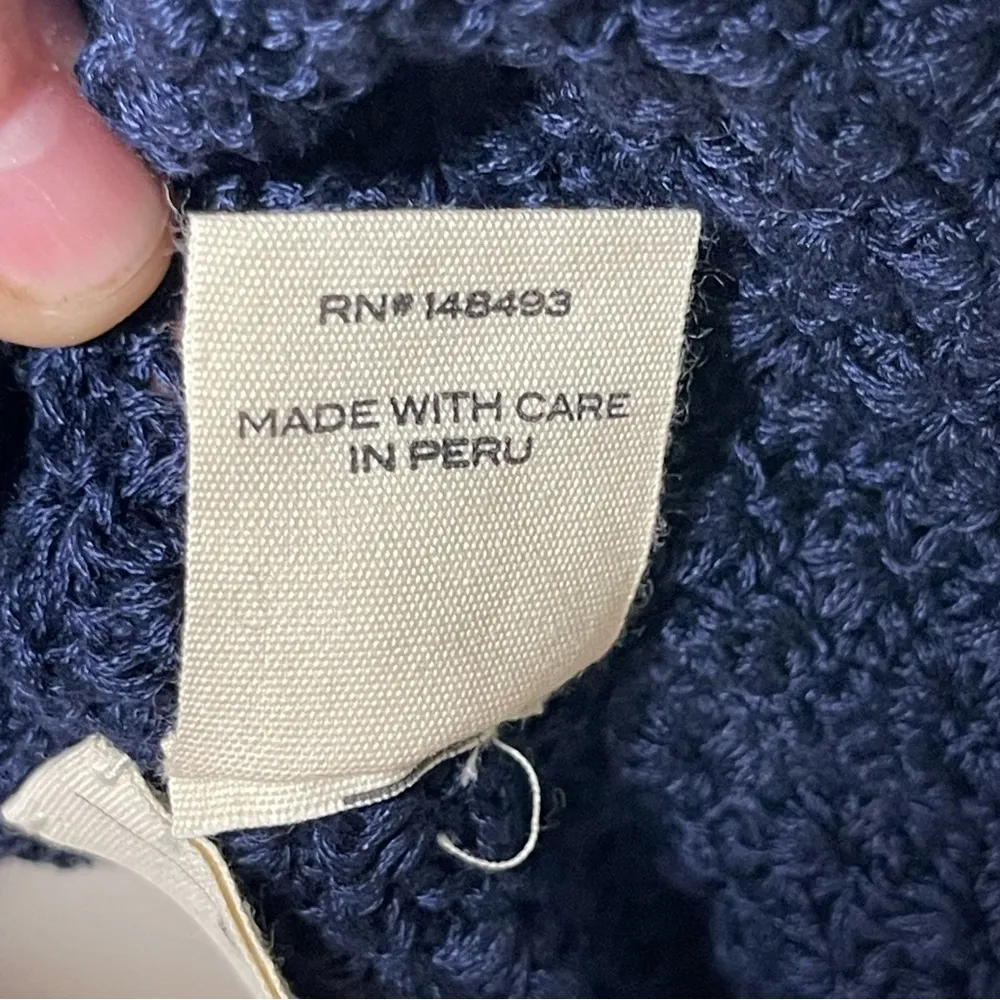 RN# 148493
MADE WITH CARE
IN PERU